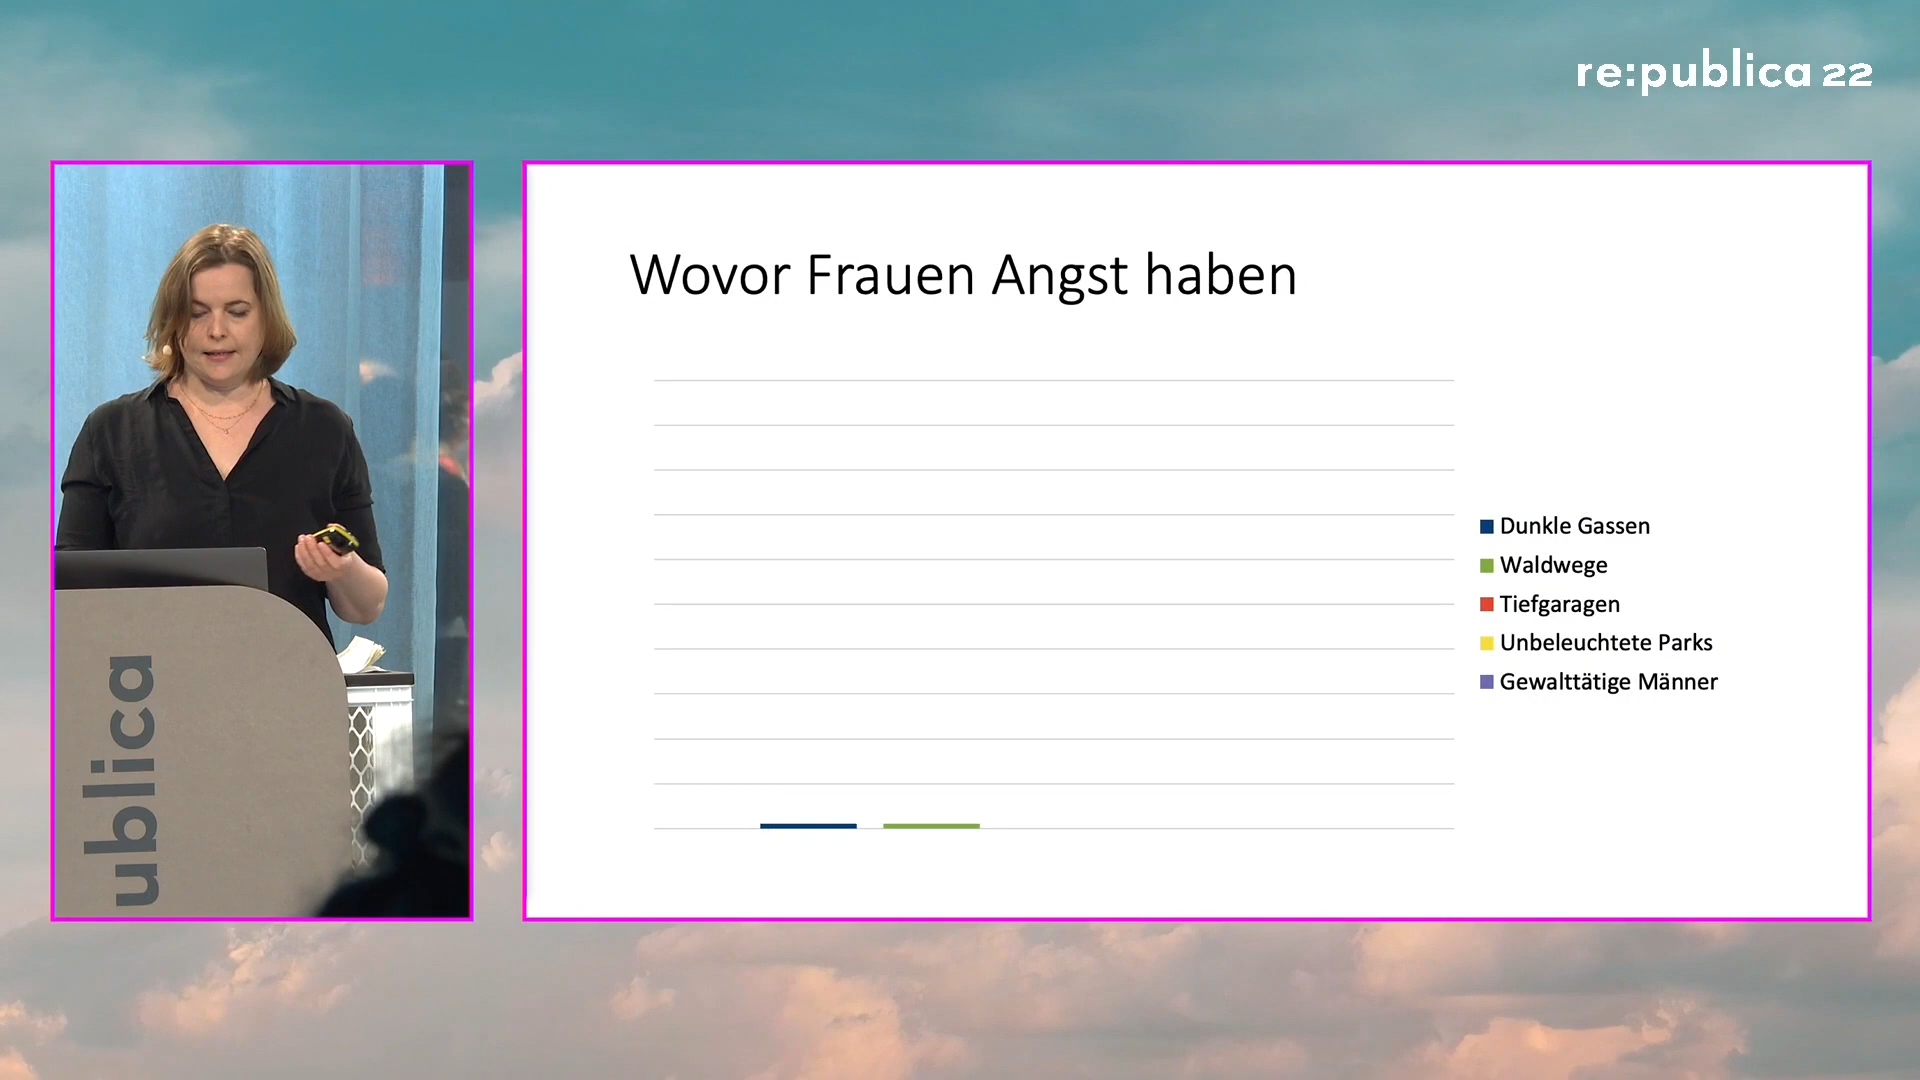 re:publica 22
Wovor Frauen Angst haben
Dunkle Gassen
Waldwege
Tiefgaragen
Unbeleuchtete Parks
Gewalttätige Männer
ublica